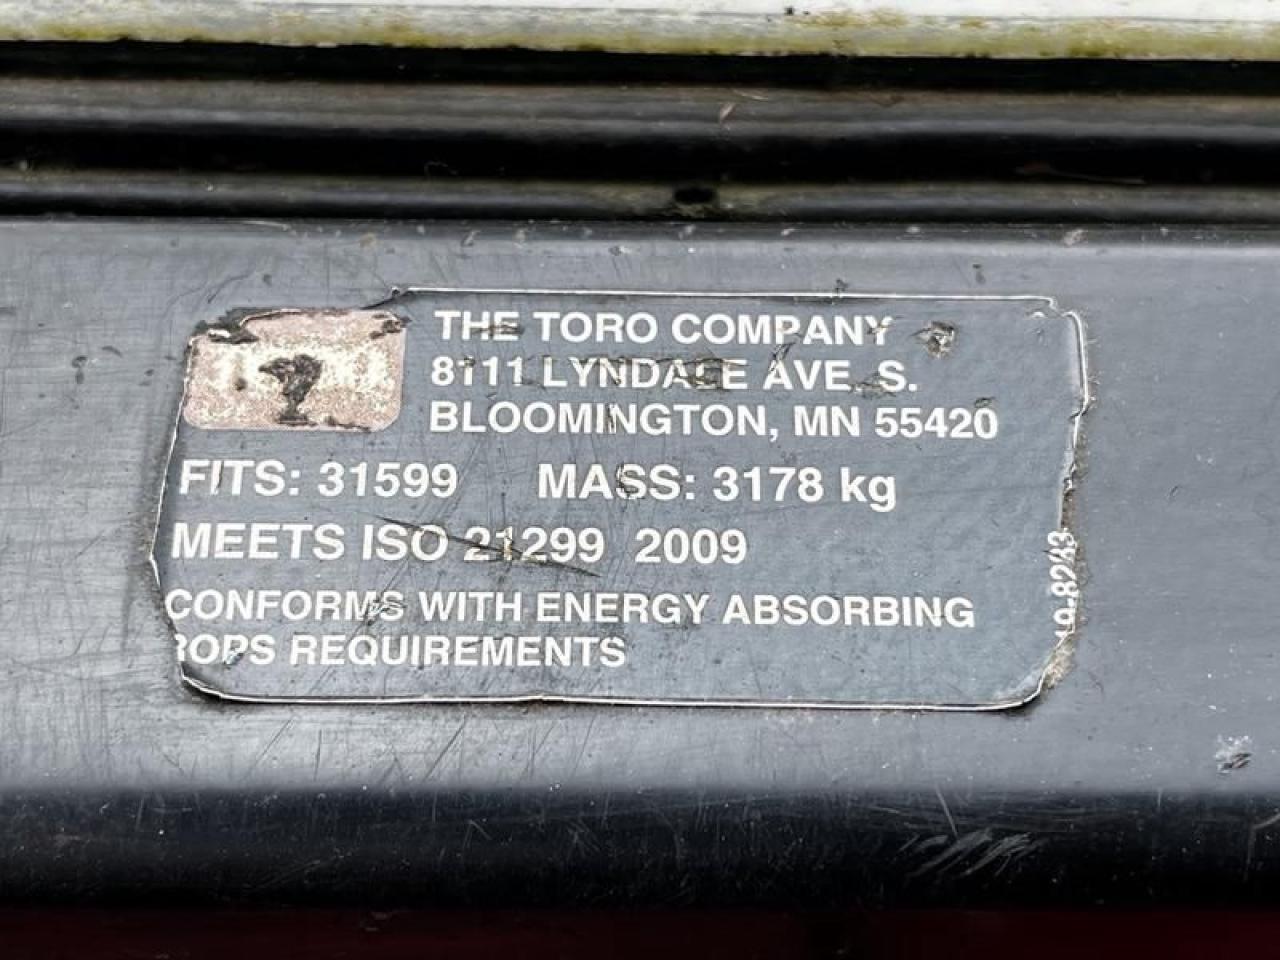 THE TORO COMPANY
8111 LYNDALE AVE. S.
BLOOMINGTON, MN 55420
FITS: 31599 MASS: 3178 kg
MEETS ISO 21299 2009
CONFORMS WITH ENERGY ABSORBING
ROPS REQUIREMENTS